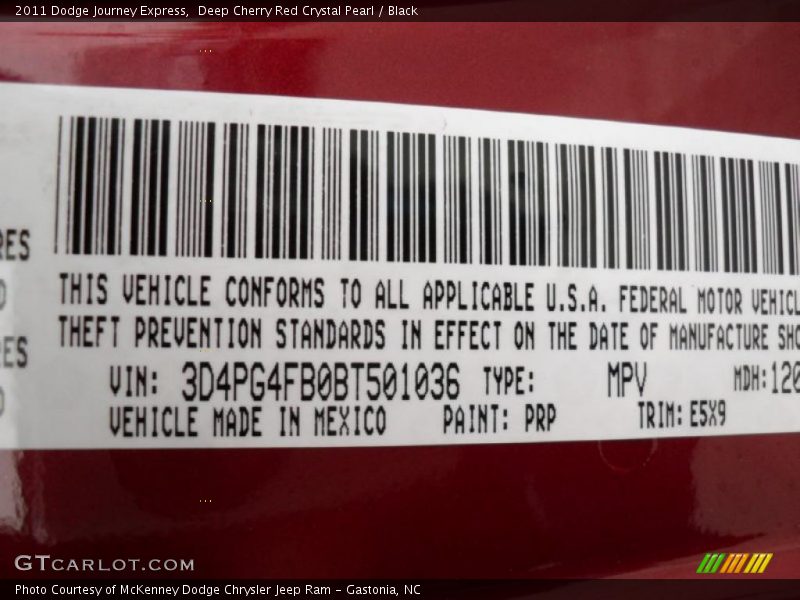 2011 Dodge Journey Express,  Deep Cherry Red Crystal Pearl / Black
RES
THIS VEHICLE CONFORMS TO ALL APPLICABLE U.S.A. FEDERAL MOTOR VEHICL
THEFT PREVENTION STANDARDS IN EFFECT ON THE DATE OF MANUFACTURE SHO
RES
VIN: 3D4PG4FB0BT501036 TYPE: MPV MDH:120
VEHICLE MADE IN MEXICO PAINT: PRP TRIM: E5X9
GTCARLOT.COM
Photo Courtesy of McKenney Dodge Chrysler Jeep Ram - Gastonia, NC